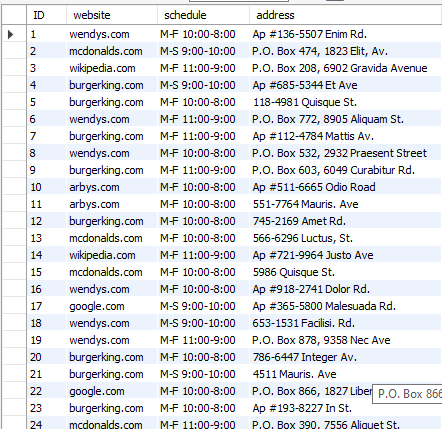 ID website schedule address
1 wendys.com M-F 10:00-8:00 Ap #136-5507 Enim Rd.
2 mcdonalds.com M-S 9:00-10:00 P.O. Box 474, 1823 Elit, Av.
3 wikipedia.com M-F 11:00-9:00 P.O. Box 208, 6902 Gravida Avenue
4 burgerking.com M-S 9:00-10:00 Ap #685-5344 Et Ave
5 burgerking.com M-F 10:00-8:00 118-4981 Quisque St.
6 wendys.com M-F 11:00-9:00 P.O. Box 772, 8905 Aliquam St.
7 burgerking.com M-F 11:00-9:00 Ap #112-4784 Mattis Av.
8 wendys.com M-F 11:00-9:00 P.O. Box 532, 2932 Praesent Street
9 burgerking.com M-F 11:00-9:00 P.O. Box 603, 6049 Curabitur Rd.
10 arbys.com M-F 10:00-8:00 Ap #511-6665 Odio Road
11 arbys.com M-F 10:00-8:00 551-7764 Mauris. Ave
12 burgerking.com M-F 10:00-8:00 745-2169 Amet Rd.
13 mcdonalds.com M-F 10:00-8:00 566-6296 Luctus, St.
14 wikipedia.com M-F 11:00-9:00 Ap #721-9964 Justo Ave
15 mcdonalds.com M-F 10:00-8:00 5986 Quisque St.
16 wendys.com M-F 10:00-8:00 Ap #918-2741 Dolor Rd.
17 google.com M-S 9:00-10:00 Ap #365-5800 Malesuada Rd.
18 wendys.com M-S 9:00-10:00 653-1531 Facilisi. Rd.
19 wendys.com M-F 11:00-9:00 P.O. Box 878, 9358 Nec Ave
20 burgerking.com M-F 10:00-8:00 786-6447 Integer Av.
21 burgerking.com M-S 9:00-10:00 4511 Mauris. Ave
22 google.com M-F 10:00-8:00 P.O. Box 866, 1827 Liber P.O. Box 866
23 burgerking.com M-F 10:00-8:00 Ap #193-8227 In St.
24 mcdonalds.com M-F 11:00-9:00 P.O. Box 390, 7556 Aliquet St.